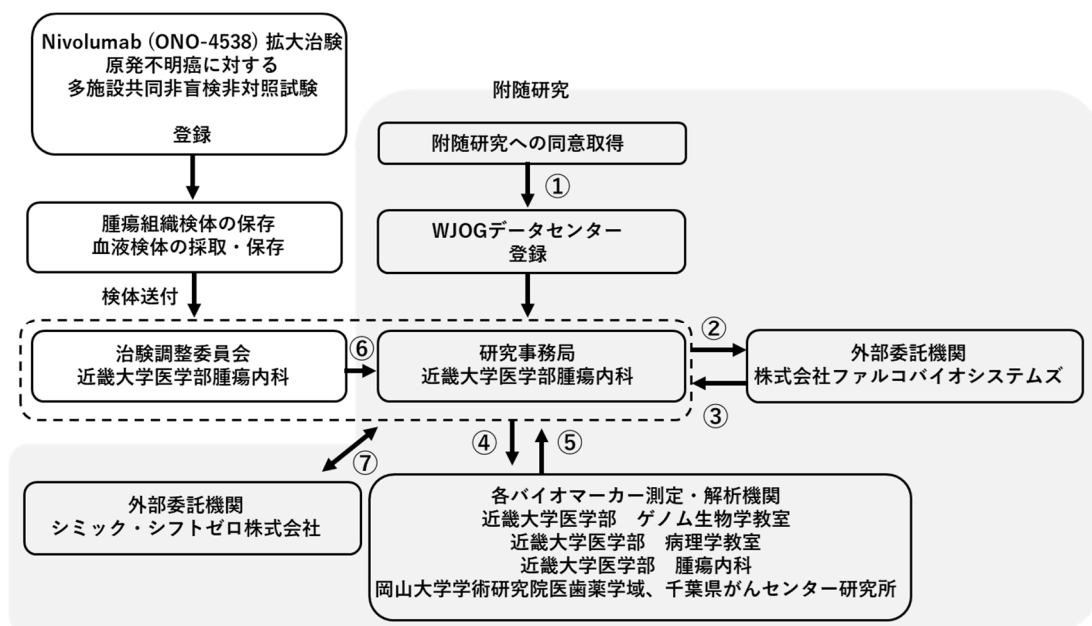 Nivolumab (ONO-4538) 拡大治験
原発不明癌に対する
多施設共同非盲検非対照試験
登録
腫瘍組織検体の保存
血液検体の採取・保存
検体送付
附随研究
附随研究への同意取得
①
WJOGデータセンター
登録
治験調整委員会
近畿大学医学部腫瘍内科
⑥
研究事務局
近畿大学医学部腫瘍内科
②
③
外部委託機関
株式会社ファルコバイオシステムズ
④
⑤
⑦
外部委託機関
シミック・シフトゼロ株式会社
各バイオマーカー測定・解析機関
近畿大学医学部　ゲノム生物学教室
近畿大学医学部　病理学教室
近畿大学医学部　腫瘍内科
岡山大学学術研究院医歯薬学域、千葉県がんセンター研究所